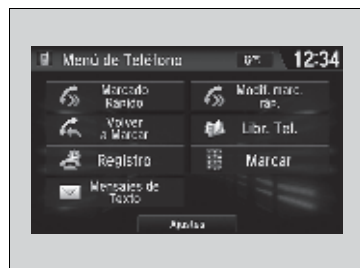 Menú de Teléfono
12:34
Marcado
Rápido
Modif. marc.
ráp.
Volver
a Marcar
Libr. Tel.
Registro
Marcar
Mensajes de
Texto
Ajustes